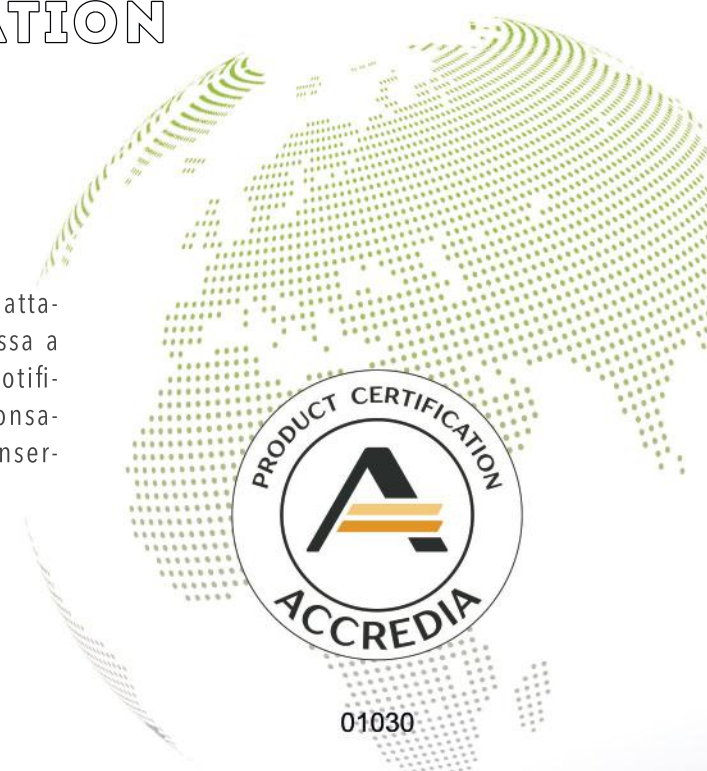 ATION
atta-
ssa a
otifi-
onsa-
nser-
PRODUCT CERTIFICATION
ACCREDIA
01030